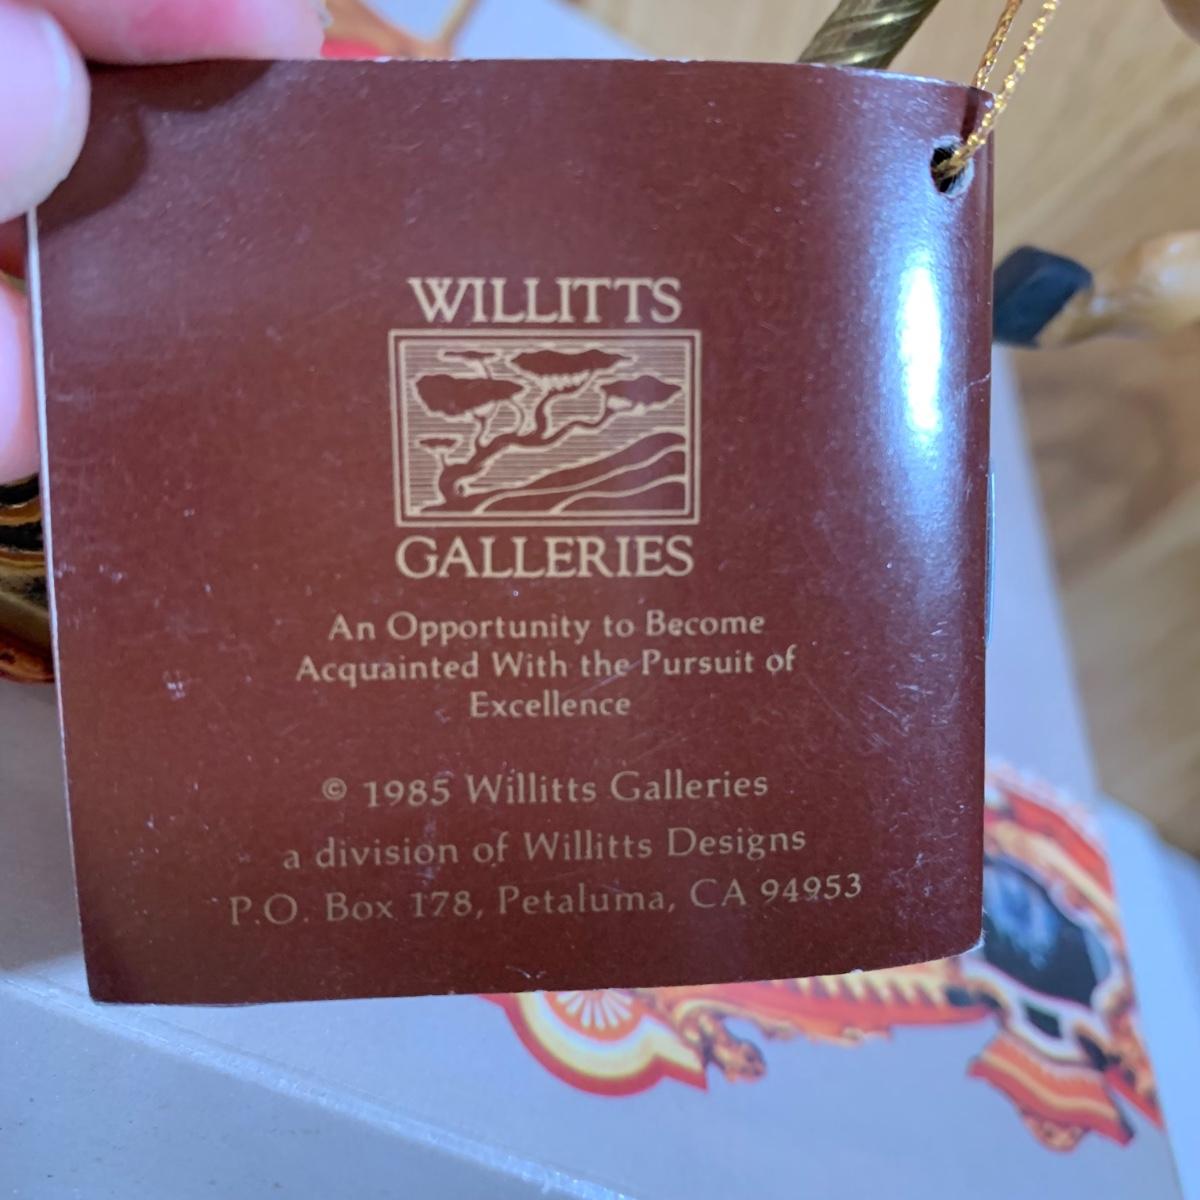 WILLITTS
GALLERIES
An Opportunity to Become
Acquainted With the Pursuit of
Excellence
© 1985 Willitts Galleries
a division of Willitts Designs
P.O. Box 178, Petaluma, CA 94953